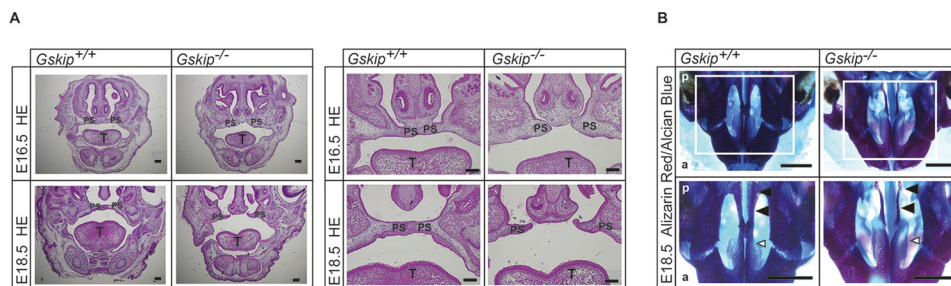 A
B
Gskip+/+ Gskip-/- Gskip+/+ Gskip-/- Gskip+/+ Gskip-/-
E16.5 HE
PS PS
T
PS PS
T
E16.5 HE
PS PS
T
PS
PS
T
E18.5 HE
PS PS
T
PS PS
T
E18.5 HE
PS PS
T
PS PS
T
E18.5 Alizarin Red/Alcian Blue
p
a
p
a